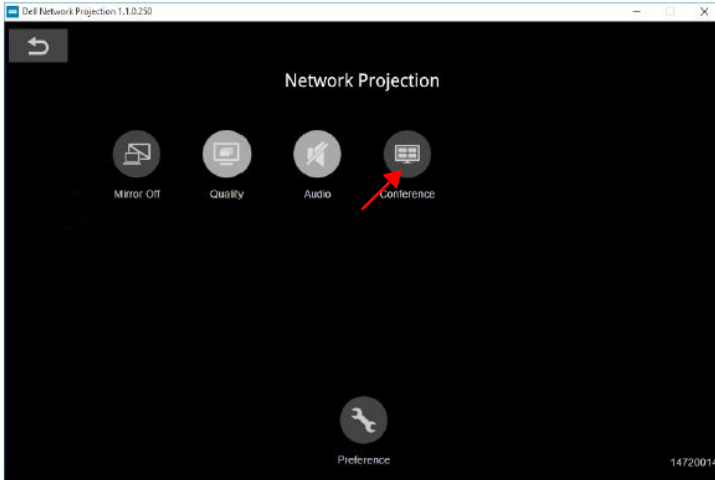 Dell Network Projection 1.1.0.250
Network Projection
Mirror Off Quality Audio Conference
Preference
14720014